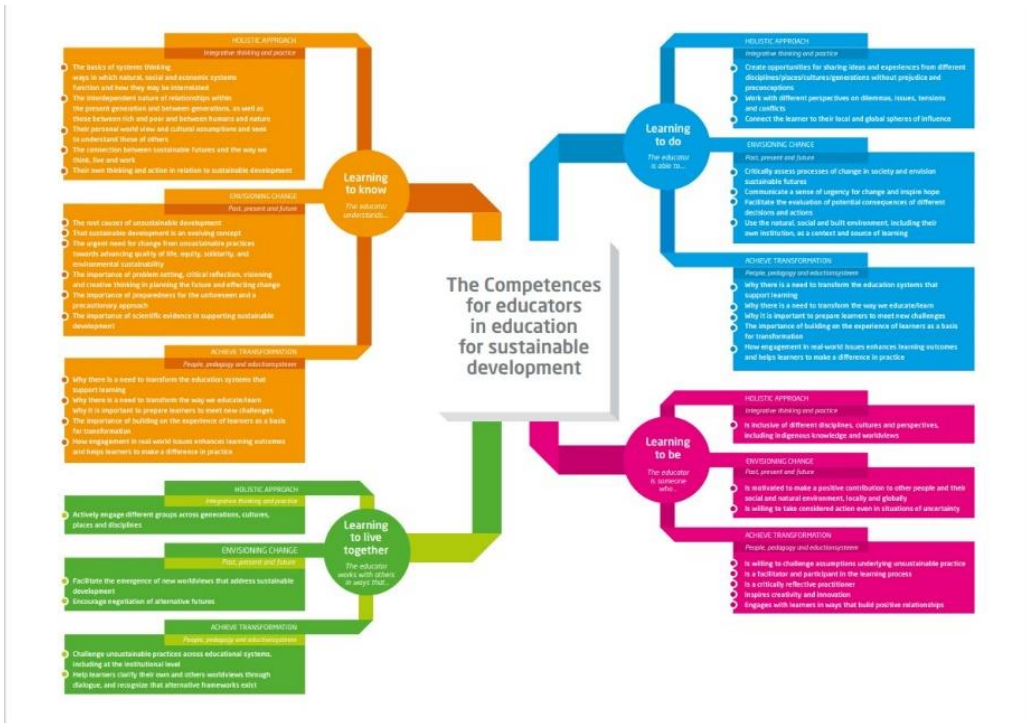 HOLISTIC APPROACH
Integrative thinking and practice
The basics of systems thinking
ways in which natural, social and economic systems
function and how they may be interrelated
The interdependent nature of relationships within
the present generation and between generations, as well as
those between rich and poor and between humans and nature
Their personal world view and cultural assumptions and seek
to understand those of others
The connection between sustainable futures and the way we
think, live and work
Their own thinking and action in relation to sustainable development
ENVISIONING CHANGE
Past, present and future
The root causes of unsustainable development
That sustainable development is an evolving concept
The urgent need for change from unsustainable practices
towards advancing quality of life, equity, solidarity, and
environmental sustainability
The importance of problem setting, critical reflection, visioning
and creative thinking in planning the future and effecting change
The importance of preparedness for the unforeseen and a
precautionary approach
The importance of scientific evidence in supporting sustainable
development
ACHIEVE TRANSFORMATION
People, pedagogy and eductionsystems
Why there is a need to transform the education systems that
support learning
Why there is a need to transform the way we educate/learn
Why it is important to prepare learners to meet new challenges
The importance of building on the experience of learners as a basis
for transformation
How engagement in real-world issues enhances learning outcomes
and helps learners to make a difference in practice
Learning
to know
The educator
understands...
HOLISTIC APPROACH
Integrative thinking and practice
Actively engage different groups across generations, cultures,
places and disciplines
ENVISIONING CHANGE
Past, present and future
Facilitate the emergence of new worldviews that address sustainable
development
Encourage negotiation of alternative futures
ACHIEVE TRANSFORMATION
People, pedagogy and eductionsystems
Challenge unsustainable practices across educational systems,
including at the institutional level
Help learners clarify their own and others worldviews through
dialogue, and recognize that alternative frameworks exist
Learning
to live
together
The educator
works with others
in ways that...
The Competences
for educators
in education
for sustainable
development
Learning
to do
The educator
is able to...
HOLISTIC APPROACH
Integrative thinking and practice
Create opportunities for sharing ideas and experiences from different
disciplines/places/cultures/generations without prejudice and
preconceptions
Work with different perspectives on dilemmas, issues, tensions
and conflicts
Connect the learner to their local and global spheres of influence
ENVISIONING CHANGE
Past, present and future
Critically assess processes of change in society and envision
sustainable futures
Communicate a sense of urgency for change and inspire hope
Facilitate the evaluation of potential consequences of different
decisions and actions
Use the natural, social and built environment, including their
own institution, as a context and source of learning
ACHIEVE TRANSFORMATION
People, pedagogy and eductionsystems
Why there is a need to transform the education systems that
support learning
Why there is a need to transform the way we educate/learn
Why it is important to prepare learners to meet new challenges
The importance of building on the experience of learners as a basis
for transformation
How engagement in real-world issues enhances learning outcomes
and helps learners to make a difference in practice
Learning
to be
The educator
is someone
who...
HOLISTIC APPROACH
Integrative thinking and practice
Is inclusive of different disciplines, cultures and perspectives,
including indigenous knowledge and worldviews
ENVISIONING CHANGE
Past, present and future
Is motivated to make a positive contribution to other people and their
social and natural environment, locally and globally
Is willing to take considered action even in situations of uncertainty
ACHIEVE TRANSFORMATION
People, pedagogy and eductionsystems
Is willing to challenge assumptions underlying unsustainable practice
Is a facilitator and participant in the learning process
Is a critically reflective practitioner
Inspires creativity and innovation
Engages with learners in ways that build positive relationships